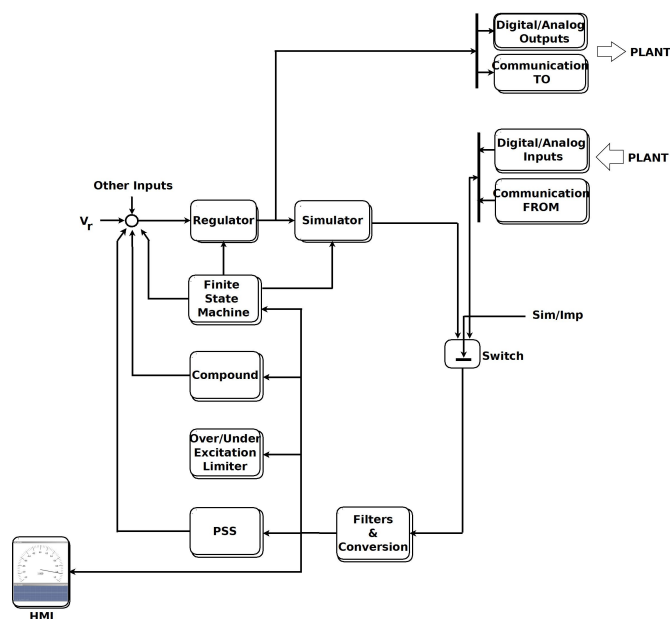 Digital/Analog
Outputs
PLANT
Communication
TO
Digital/Analog
Inputs
PLANT
Communication
FROM
Other Inputs
Vr
Regulator
Simulator
Finite
State
Machine
Sim/Imp
Switch
Compound
Over/Under
Excitation
Limiter
PSS
Filters
&
Conversion
HMI